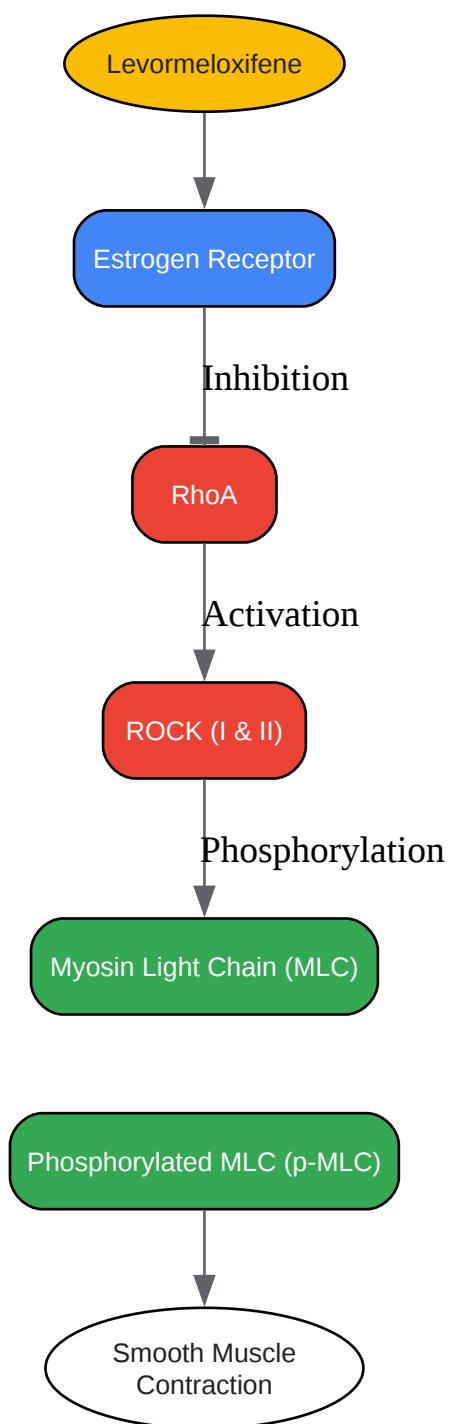 Levormeloxifene
Estrogen Receptor
Inhibition
RhoA
Activation
ROCK (I & II)
Phosphorylation
Myosin Light Chain (MLC)
Phosphorylated MLC (p-MLC)
Smooth Muscle
Contraction